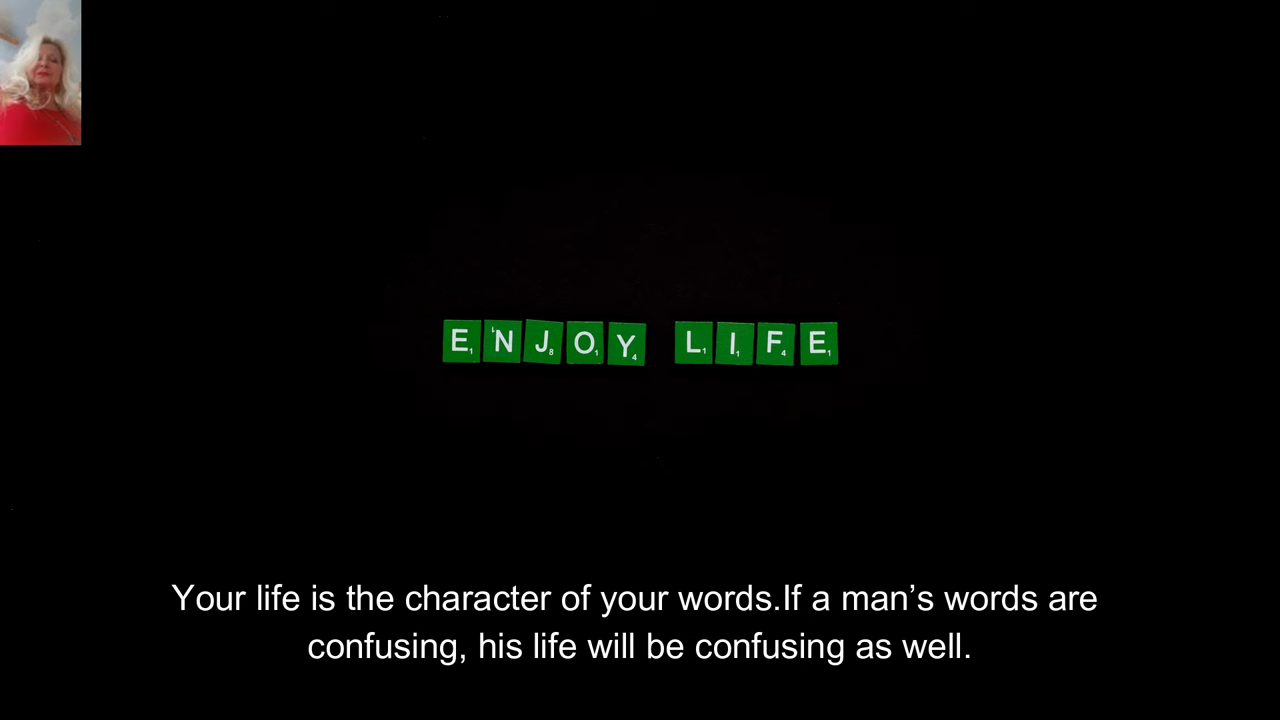 ENJOY LIFE
Your life is the character of your words.If a man’s words are
confusing, his life will be confusing as well.